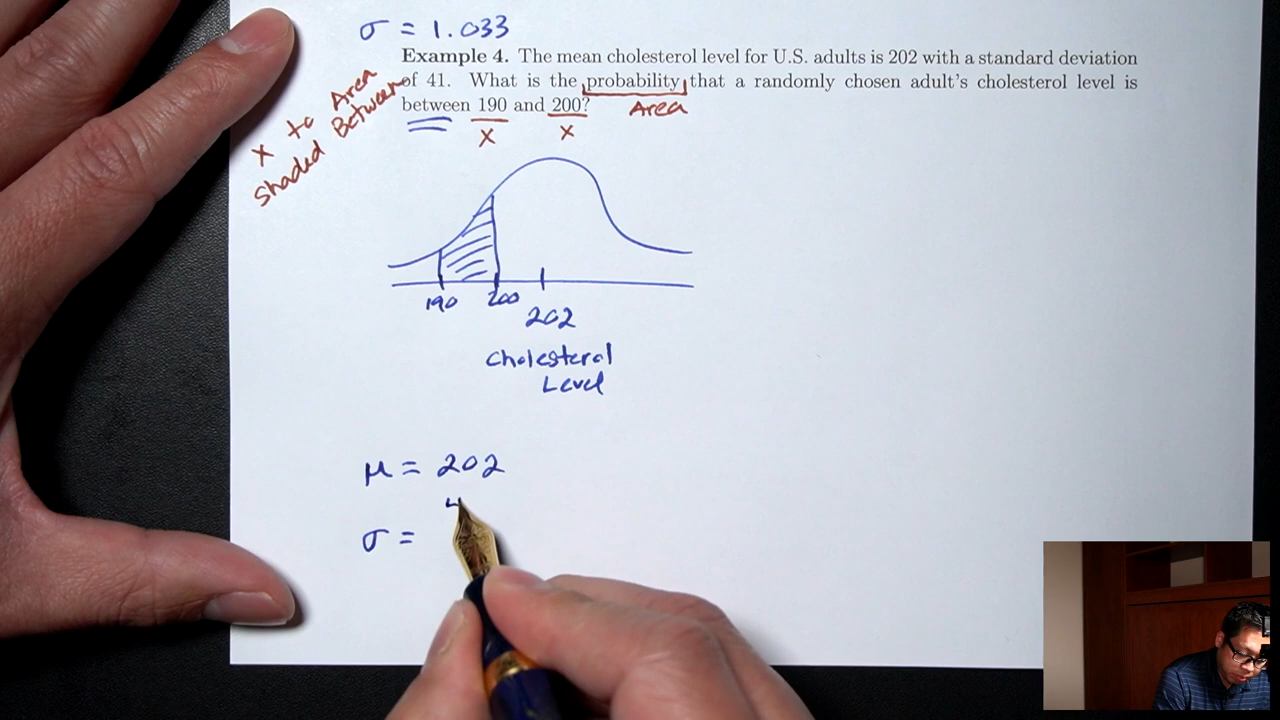 σ = 1.033
Example 4. The mean cholesterol level for U.S. adults is 202 with a standard deviation
of 41. What is the probability that a randomly chosen adult's cholesterol level is
between 190 and 200?
Area
x x
x to Area
Shaded Between
190 200
202
Cholesterol
Level
μ = 202
σ = 4